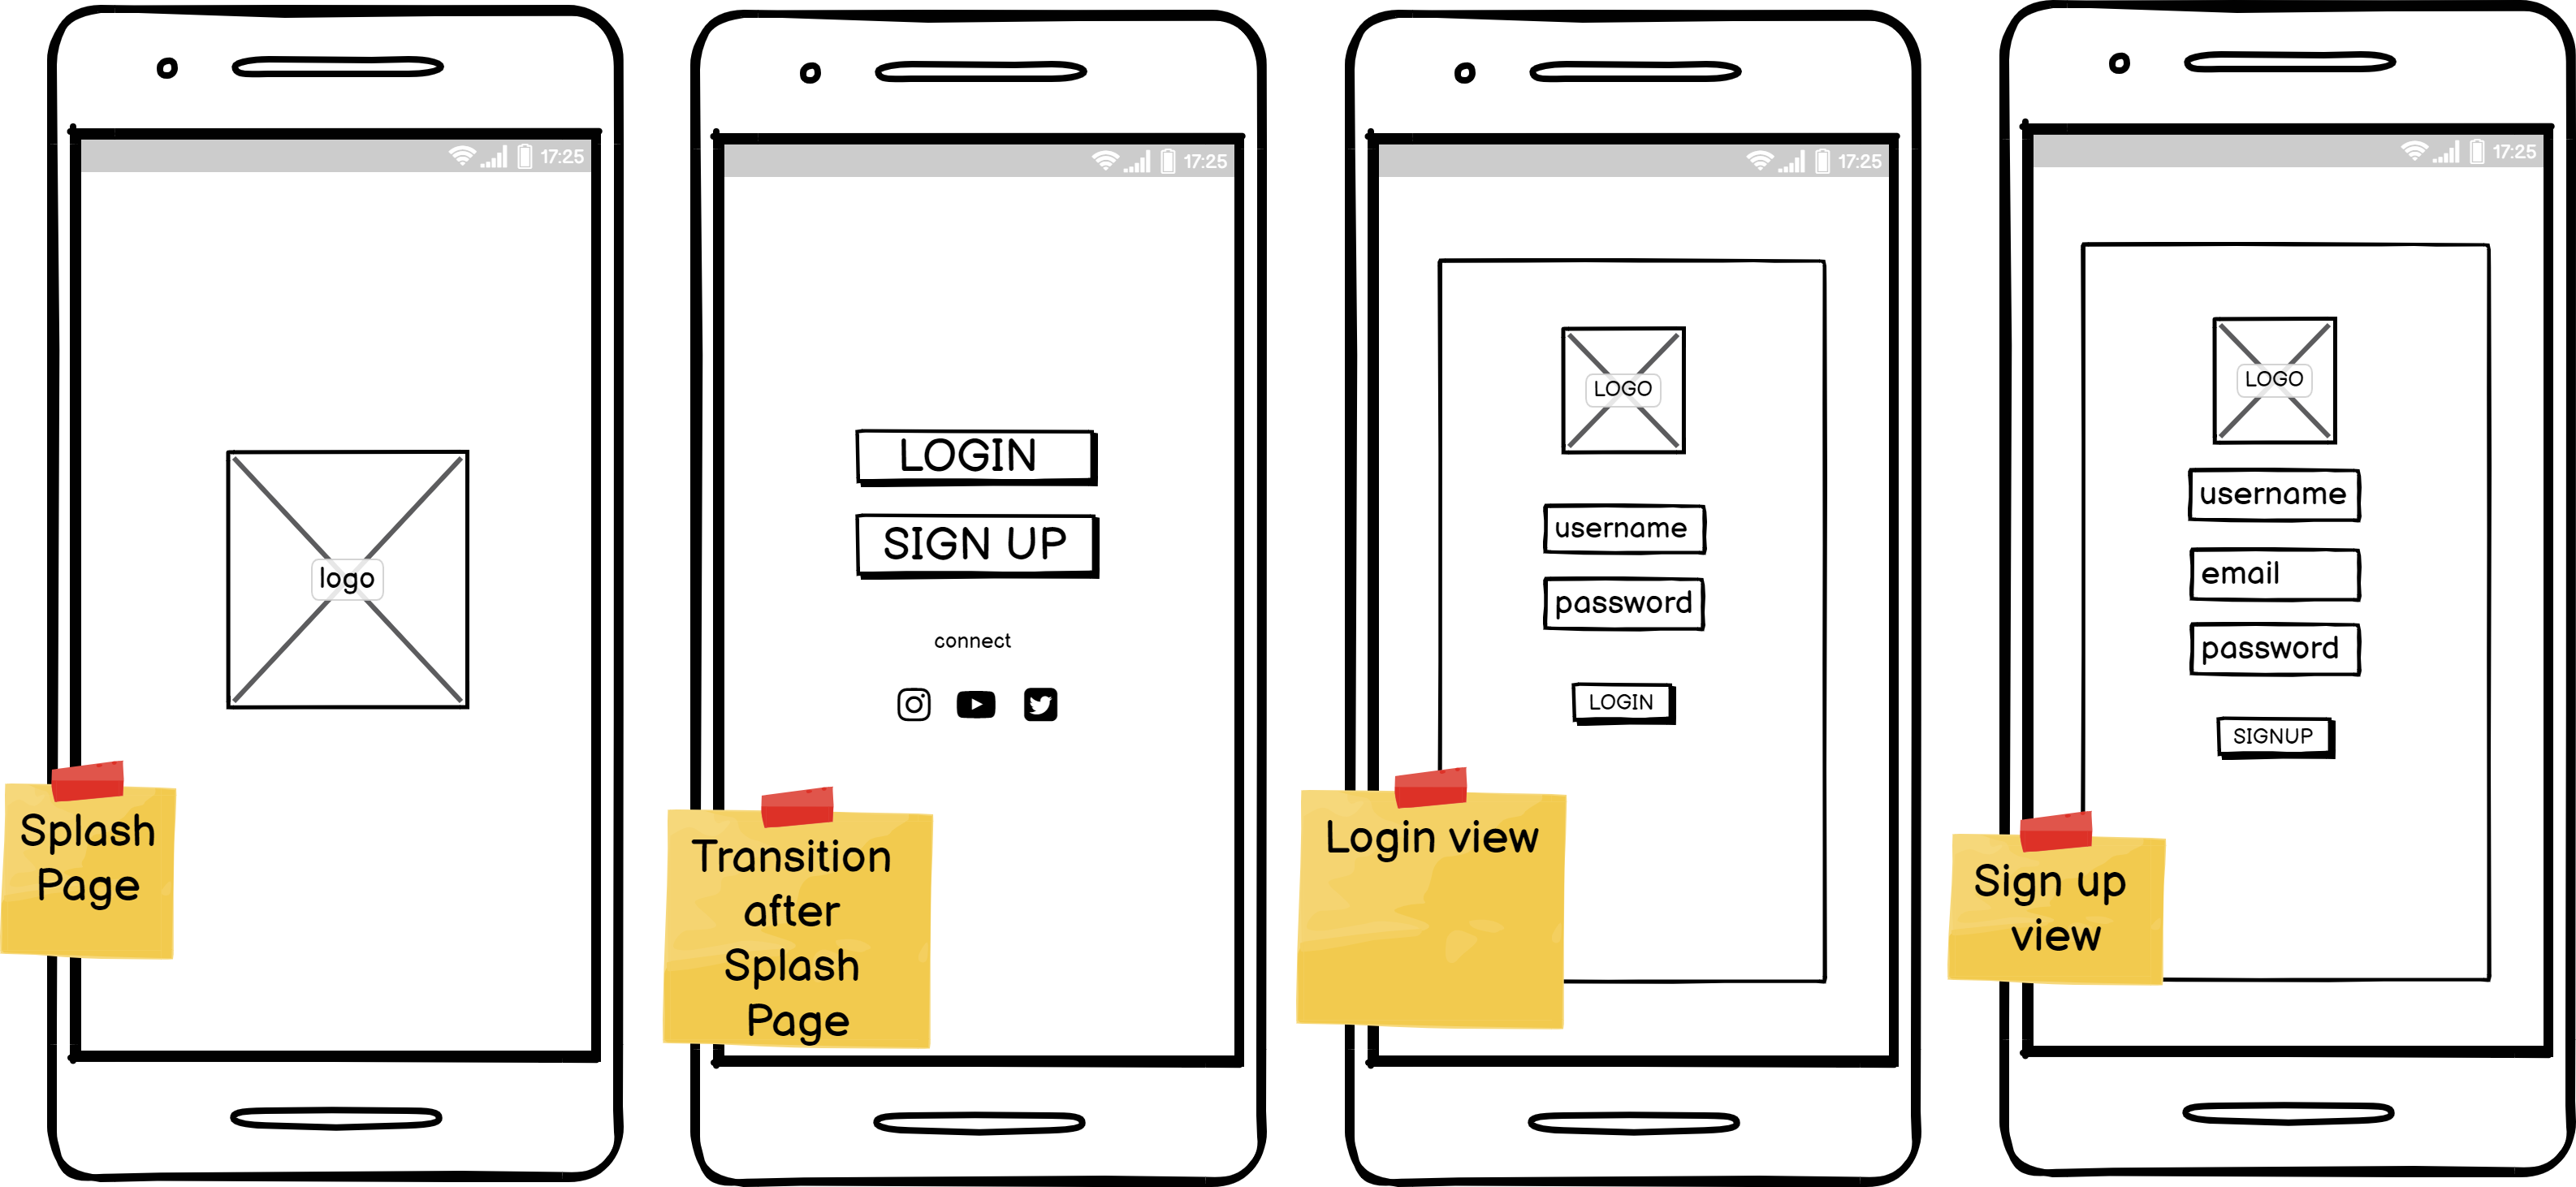 17:25
logo
Splash
Page
17:25
LOGIN
SIGN UP
connect
Transition
after
Splash
Page
17:25
LOGO
username
password
LOGIN
Login view
17:25
LOGO
username
email
password
SIGNUP
Sign up
view